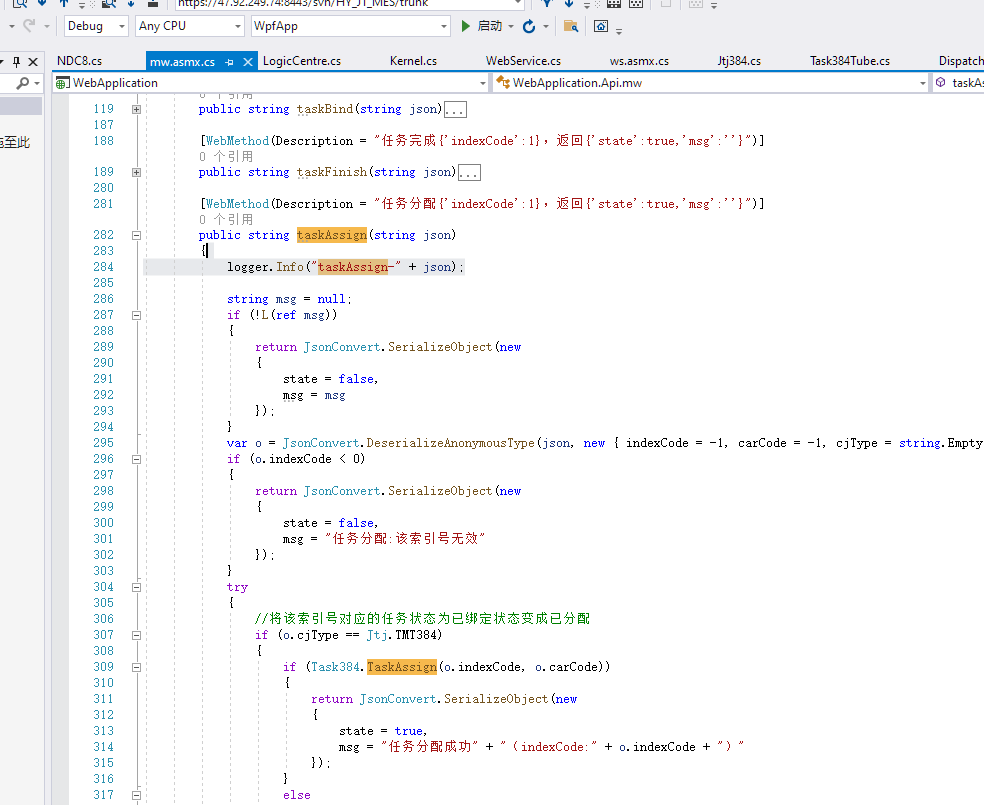 https://47.92.249.74:8443/svn/HY_JT_MES/trunk
Debug Any CPU WpfApp 启动
NDC8.cs mw.asmx.cs LogicCentre.cs Kernel.cs WebService.cs ws.asmx.cs Jtj384.cs Task384Tube.cs Dispatch
WebApplication WebApplication.Api.mw taskAs
至此
0 个引用
119 public string taskBind(string json)...
187
188 [WebMethod(Description = "任务完成{'indexCode':1}，返回{'state':true,'msg':''}")]
0 个引用
189 public string taskFinish(string json)...
280
281 [WebMethod(Description = "任务分配{'indexCode':1}，返回{'state':true,'msg':''}")]
0 个引用
282 public string taskAssign(string json)
283 {
284 logger.Info("taskAssign-" + json);
285
286 string msg = null;
287 if (!L(ref msg))
288 {
289 return JsonConvert.SerializeObject(new
290 {
291 state = false,
292 msg = msg
293 });
294 }
295 var o = JsonConvert.DeserializeAnonymousType(json, new { indexCode = -1, carCode = -1, cjType = string.Empty
296 if (o.indexCode < 0)
297 {
298 return JsonConvert.SerializeObject(new
299 {
300 state = false,
301 msg = "任务分配:该索引号无效"
302 });
303 }
304 try
305 {
306 //将该索引号对应的任务状态为已绑定状态变成已分配
307 if (o.cjType == Jtj.TMT384)
308 {
309 if (Task384.TaskAssign(o.indexCode, o.carCode))
310 {
311 return JsonConvert.SerializeObject(new
312 {
313 state = true,
314 msg = "任务分配成功" + "（indexCode:" + o.indexCode + "）"
315 });
316 }
317 else